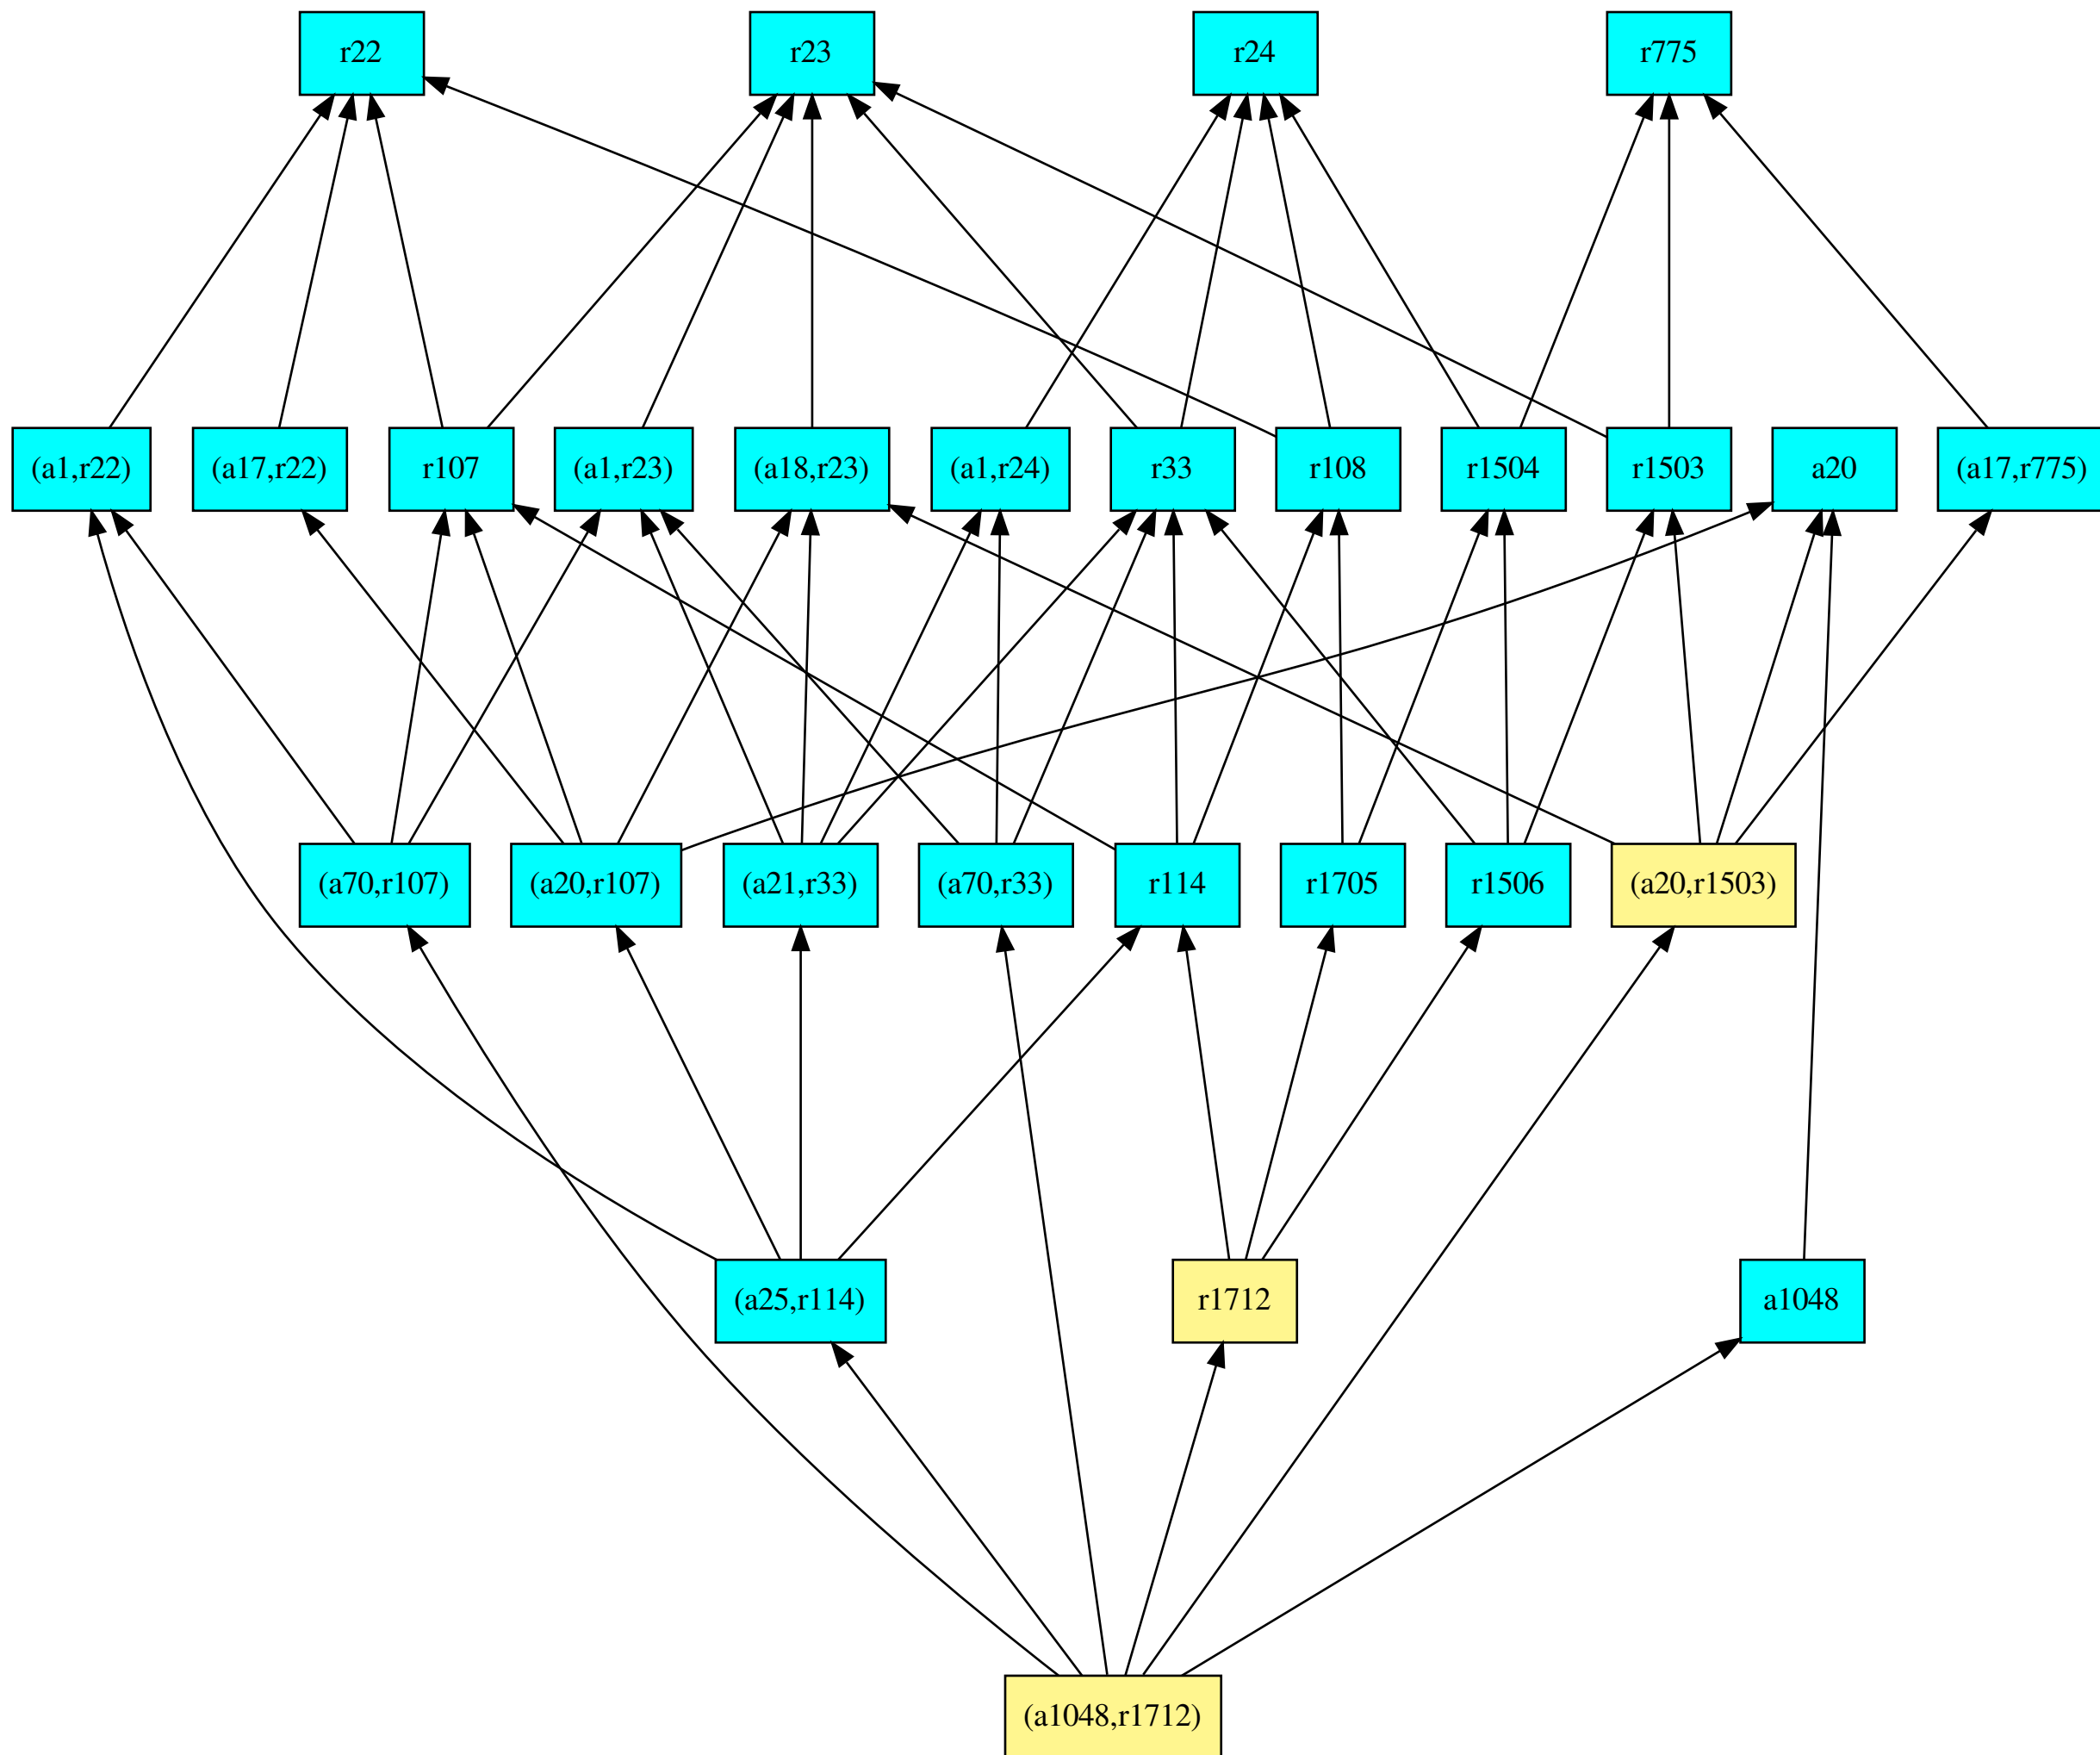 r22
r23
r24
r775
(a1,r22)
(a17,r22)
r107
(a1,r23)
(a18,r23)
(a1,r24)
r33
r108
r1504
r1503
a20
(a17,r775)
(a70,r107)
(a20,r107)
(a21,r33)
(a70,r33)
r114
r1705
r1506
(a20,r1503)
(a25,r114)
r1712
a1048
(a1048,r1712)